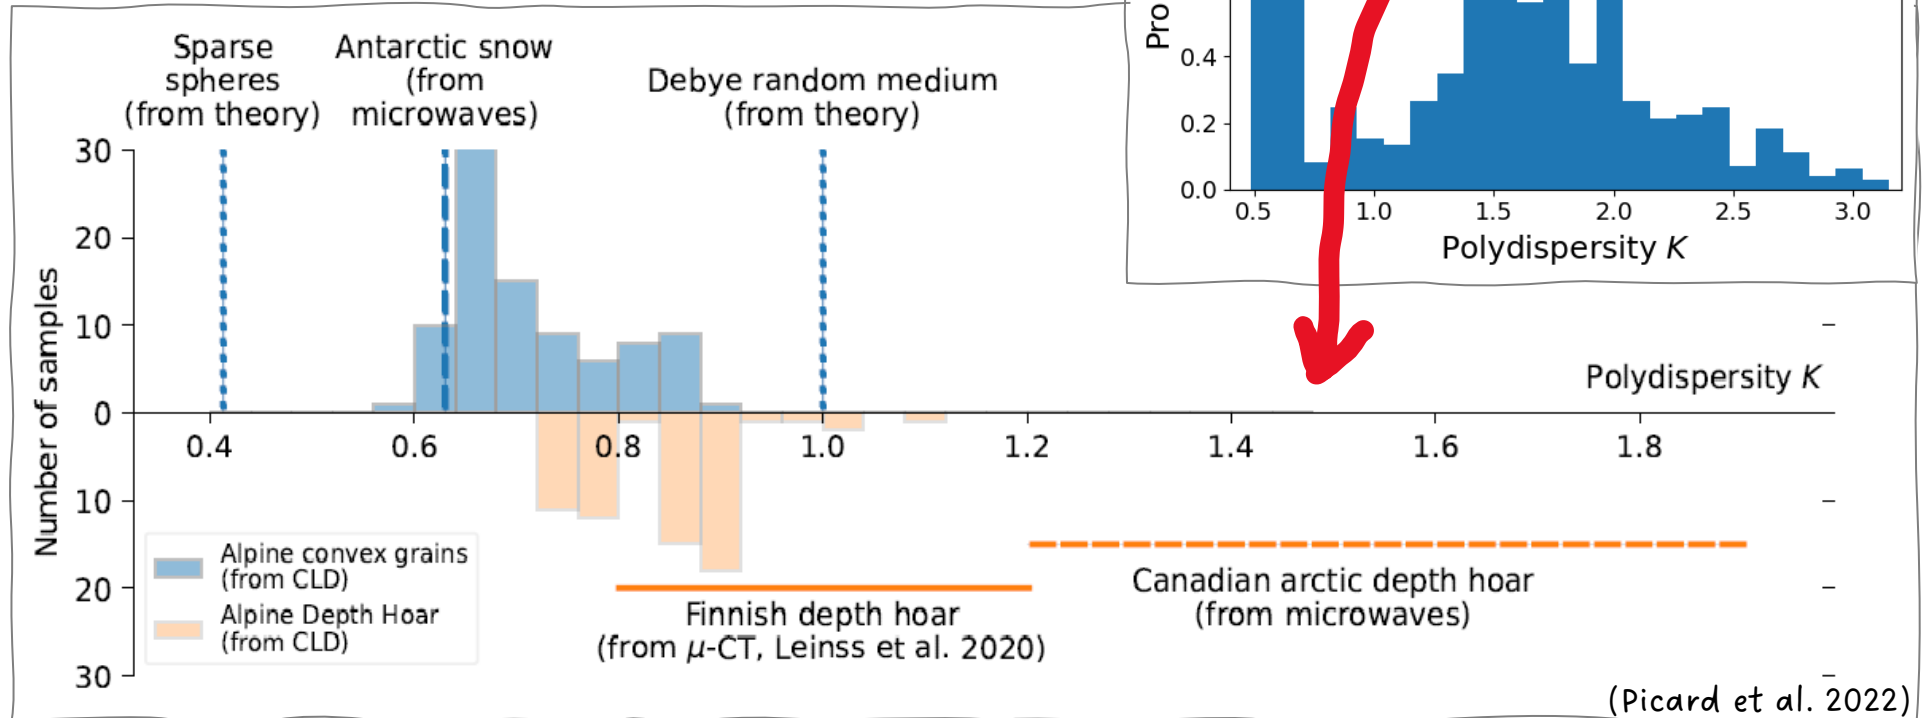 Sparse
spheres
(from theory)
Antarctic snow
(from
microwaves)
Debye random medium
(from theory)
30
20
10
0
10
20
30
Number of samples
0.4
0.6
0.8
1.0
1.2
1.4
1.6
1.8
Polydispersity K
Alpine convex grains
(from CLD)
Alpine Depth Hoar
(from CLD)
Finnish depth hoar
(from μ-CT, Leinss et al. 2020)
Canadian arctic depth hoar
(from microwaves)
Pro
0.4
0.2
0.0
0.5
1.0
1.5
2.0
2.5
3.0
Polydispersity K
(Picard et al. 2022)